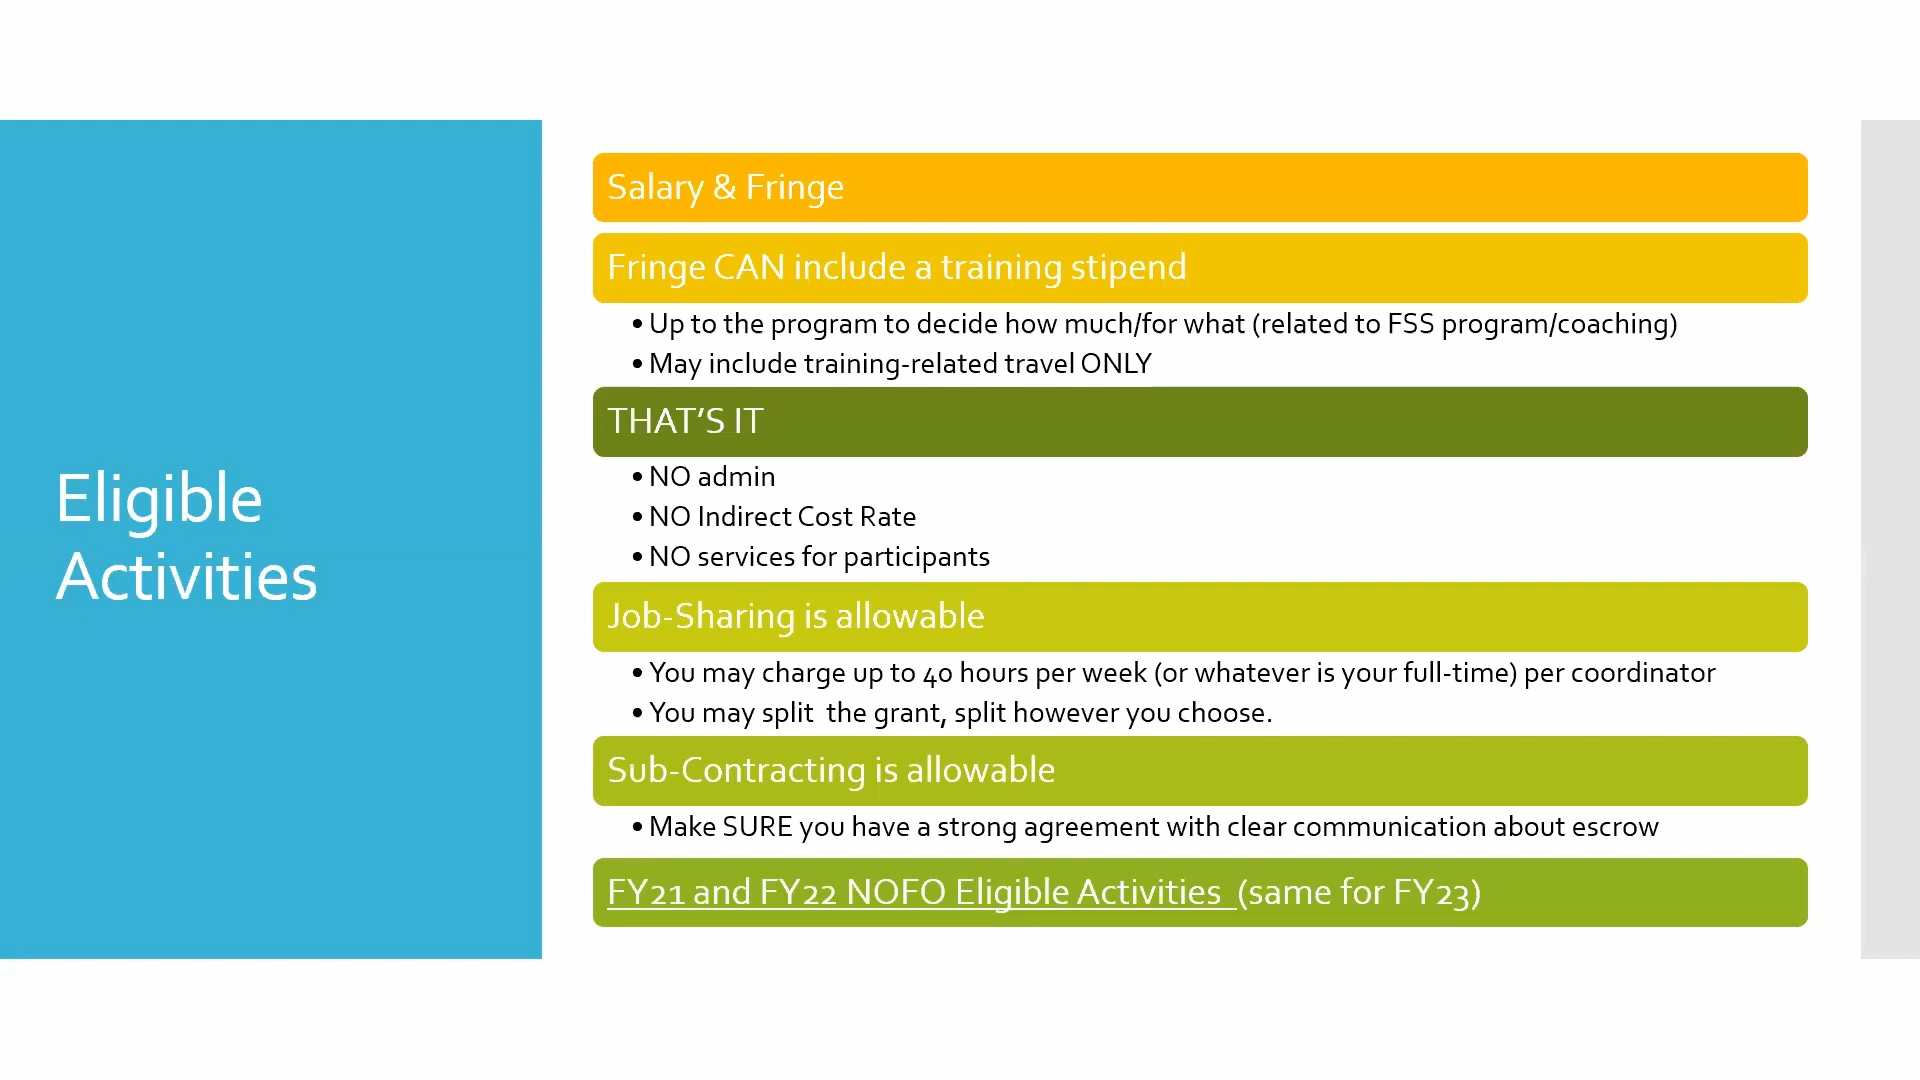 Eligible
Activities
Salary & Fringe
Fringe CAN include a training stipend
• Up to the program to decide how much/for what (related to FSS program/coaching)
• May include training-related travel ONLY
THAT’S IT
• NO admin
• NO Indirect Cost Rate
• NO services for participants
Job-Sharing is allowable
• You may charge up to 40 hours per week (or whatever is your full-time) per coordinator
• You may split  the grant, split however you choose.
Sub-Contracting is allowable
• Make SURE you have a strong agreement with clear communication about escrow
FY21 and FY22 NOFO Eligible Activities  (same for FY23)